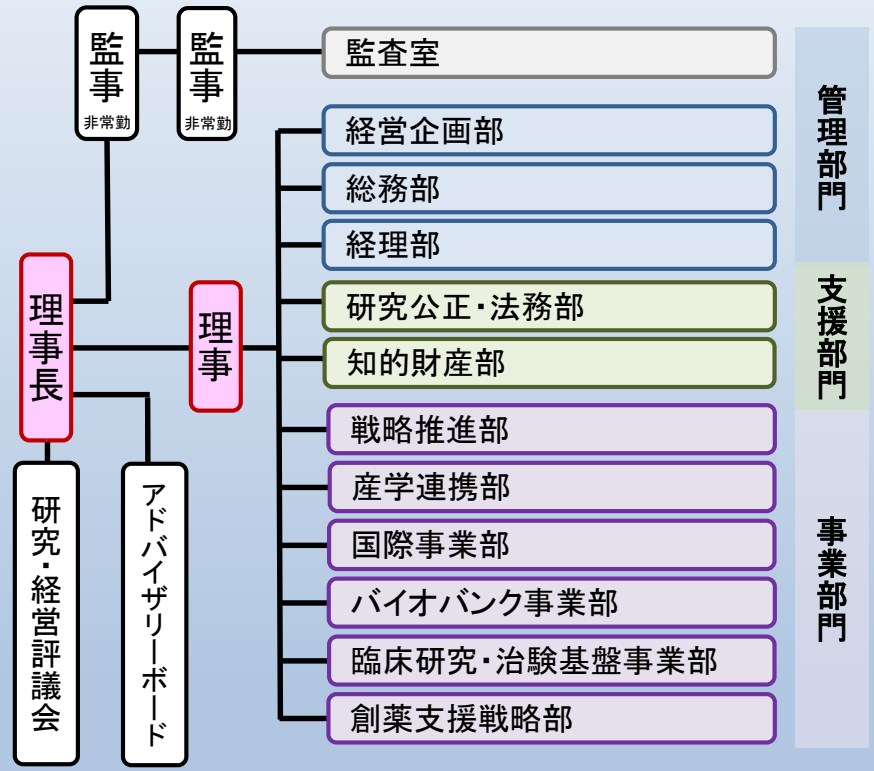 監事
非常勤
監事
非常勤
監査室
経営企画部
総務部
経理部
研究公正・法務部
知的財産部
戦略推進部
産学連携部
国際事業部
バイオバンク事業部
臨床研究・治験基盤事業部
創薬支援戦略部
理事長
理事
研究・経営評議会
アドバイザリーボード
管理部門
支援部門
事業部門